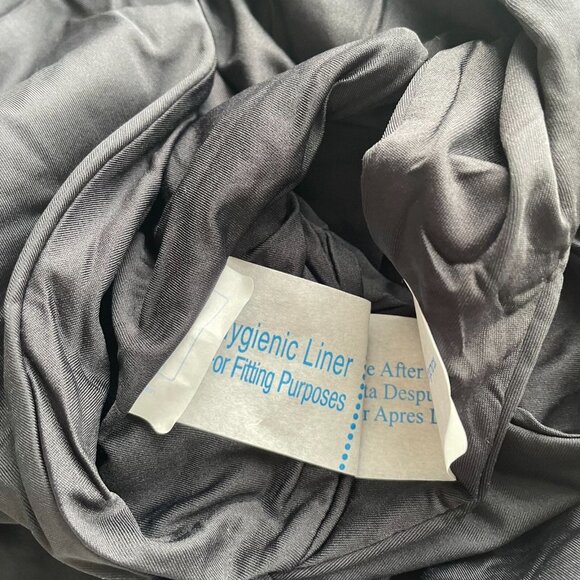 ygienic Liner
or Fitting Purposes
e After
ta Despu
r Apres